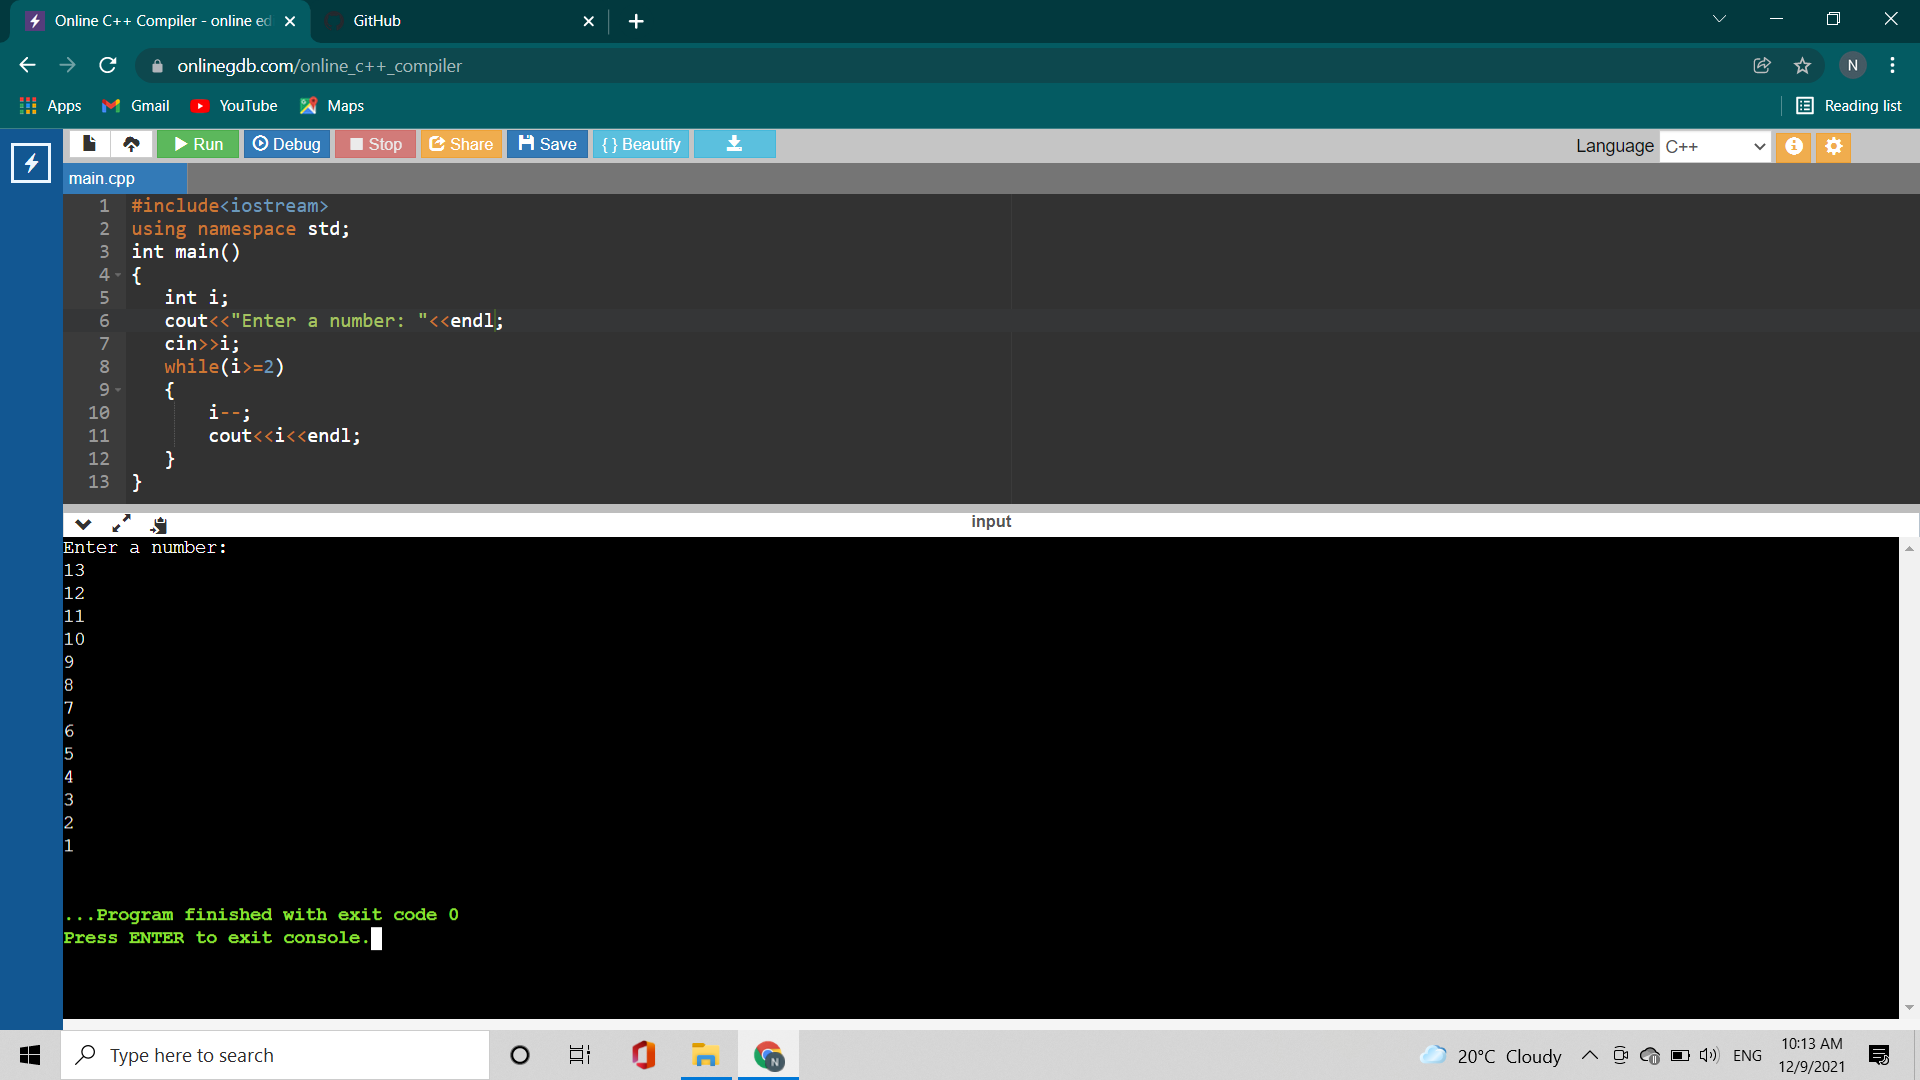 Online C++ Compiler - online ed
GitHub
onlinegdb.com/online_c++_compiler
N
Apps
Gmail
YouTube
Maps
Reading list
Run
Debug
Stop
Share
Save
{ } Beautify
Language
C++
main.cpp
1 #include<iostream>
2 using namespace std;
3 int main()
4 {
5 int i;
6 cout<<"Enter a number: "<<endl;
7 cin>>i;
8 while(i>=2)
9 {
10 i--;
11 cout<<i<<endl;
12 }
13 }
input
Enter a number:
13
12
11
10
9
8
7
6
5
4
3
2
1
...Program finished with exit code 0
Press ENTER to exit console.
Type here to search
N
20°C Cloudy
ENG
10:13 AM
12/9/2021